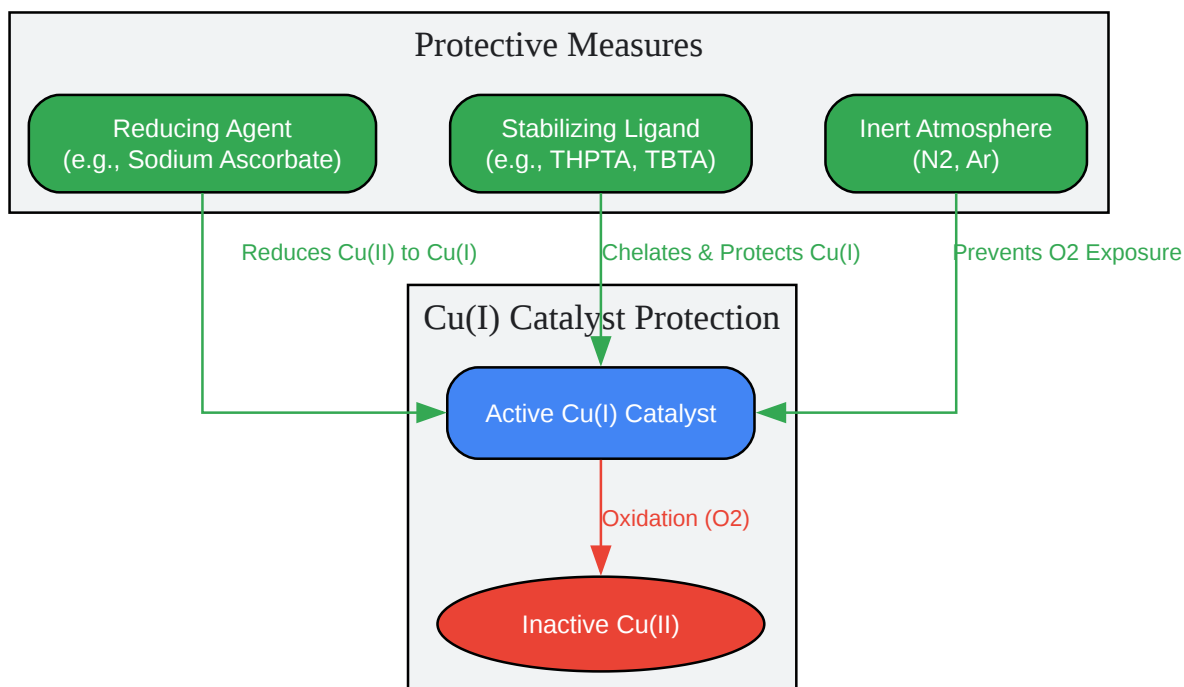 Protective Measures
Reducing Agent
(e.g., Sodium Ascorbate)
Stabilizing Ligand
(e.g., THPTA, TBTA)
Inert Atmosphere
(N2, Ar)
Reduces Cu(II) to Cu(I)
Chelates & Protects Cu(I)
Prevents O2 Exposure
Cu(I) Catalyst Protection
Active Cu(I) Catalyst
Oxidation (O2)
Inactive Cu(II)